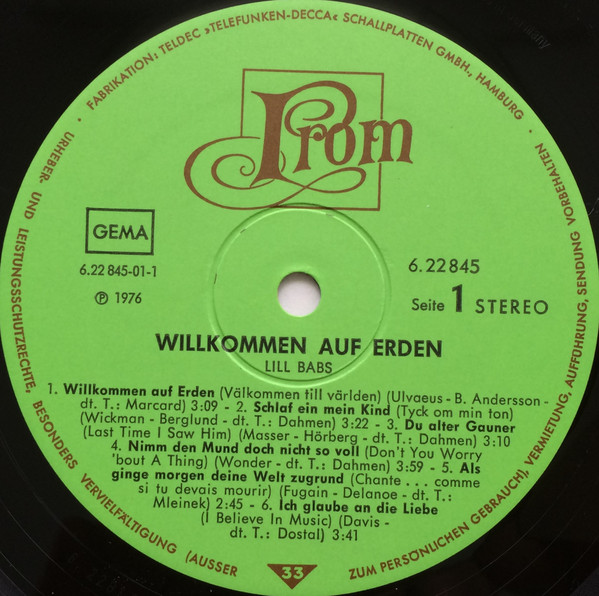 · FABRIKATION: TELDEC »TELEFUNKEN-DECCA« SCHALLPLATTEN GMBH., HAMBURG ·
URHEBER- UND LEISTUNGSSCHUTZRECHTE, BESONDERS VERVIELFÄLTIGUNG (AUSSER
ZUM PERSÖNLICHEN GEBRAUCH), VERMIETUNG, AUFFÜHRUNG, SENDUNG VORBEHALTEN ·
Prom
GEMA
6.22 845-01-1
Ⓟ 1976
6.22845
Seite 1 STEREO
WILLKOMMEN AUF ERDEN
LILL BABS
1. Willkommen auf Erden (Välkommen till världen) (Ulvaeus - B. Andersson-
dt. T.: Marcard) 3:09 - 2. Schlaf ein mein Kind (Tyck om min ton)
(Wickman - Berglund - dt. T.: Dahmen) 3:22 - 3. Du alter Gauner
(Last Time I Saw Him) (Masser - Hörberg - dt. T.: Dahmen) 3:10
4. Nimm den Mund doch nicht so voll (Don't You Worry
'bout A Thing) (Wonder - dt. T.: Dahmen) 3:59 - 5. Als
ginge morgen deine Welt zugrund (Chante . . . comme
si tu devais mourir) (Fugain - Delanoe - dt. T.:
Mleinek) 2:45 - 6. Ich glaube an die Liebe
(I Believe In Music) (Davis -
dt. T.: Dostal) 3:41
33